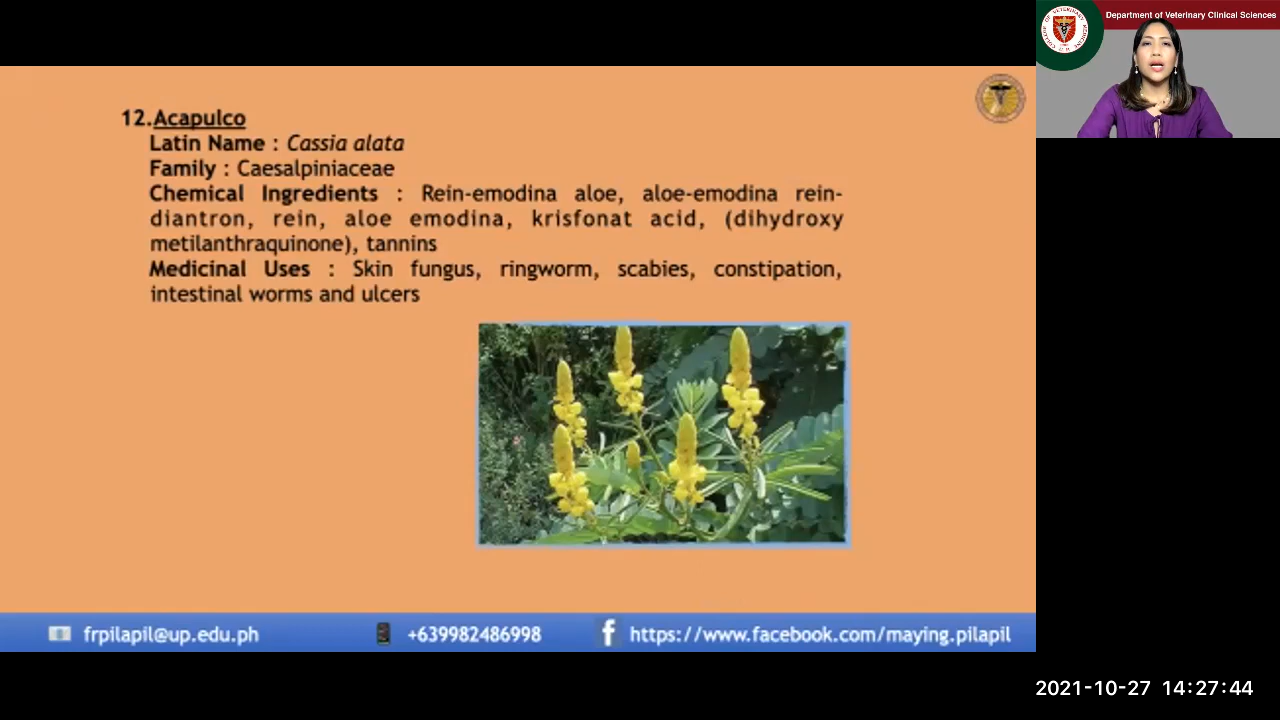 Department of Veterinary Clinical Sciences
12.Acapulco
Latin Name : Cassia alata
Family : Caesalpiniaceae
Chemical Ingredients : Rein-emodina aloe, aloe-emodina rein-
diantron, rein, aloe emodina, krisfonat acid, (dihydroxy
metilanthraquinone), tannins
Medicinal Uses : Skin fungus, ringworm, scabies, constipation,
intestinal worms and ulcers
frpilapil@up.edu.ph
+639982486998
https://www.facebook.com/maying.pilapil
2021-10-27 14:27:44